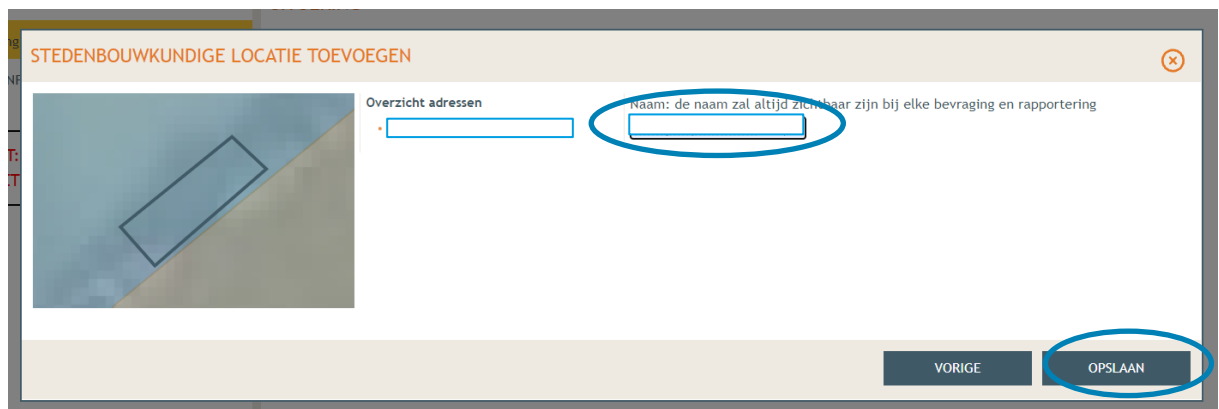 STEDENBOUWKUNDIGE LOCATIE TOEVOEGEN
Overzicht adressen
Naam: de naam zal altijd zichtbaar zijn bij elke bevraging en rapportering
VORIGE
OPSLAAN